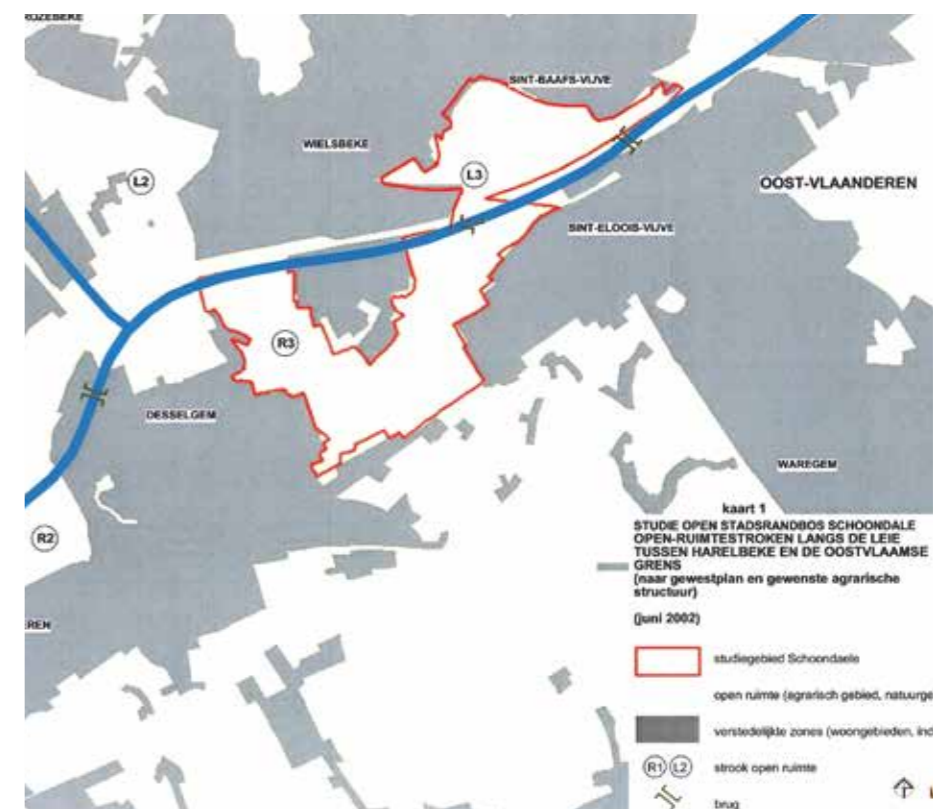 ROZEBEKE
SINT-BAAFS-VIJVE
WIELSBEKE
L2
L3
OOST-VLAANDEREN
SINT-ELOOIS-VIJVE
R3
DESSELGEM
WAREGEM
R2
EREN
kaart 1
STUDIE OPEN STADSRANDBOS SCHOONDALE
OPEN-RUIMTESTROKEN LANGS DE LEIE
TUSSEN HARELBEKE EN DE OOSTVLAAMSE
GRENS
(naar gewestplan en gewenste agrarische
structuur)
(juni 2002)
studiegebied Schoondaele
open ruimte (agrarisch gebied, natuurge
verstedelijkte zones (woongebieden, ind
R1 L2 strook open ruimte
brug